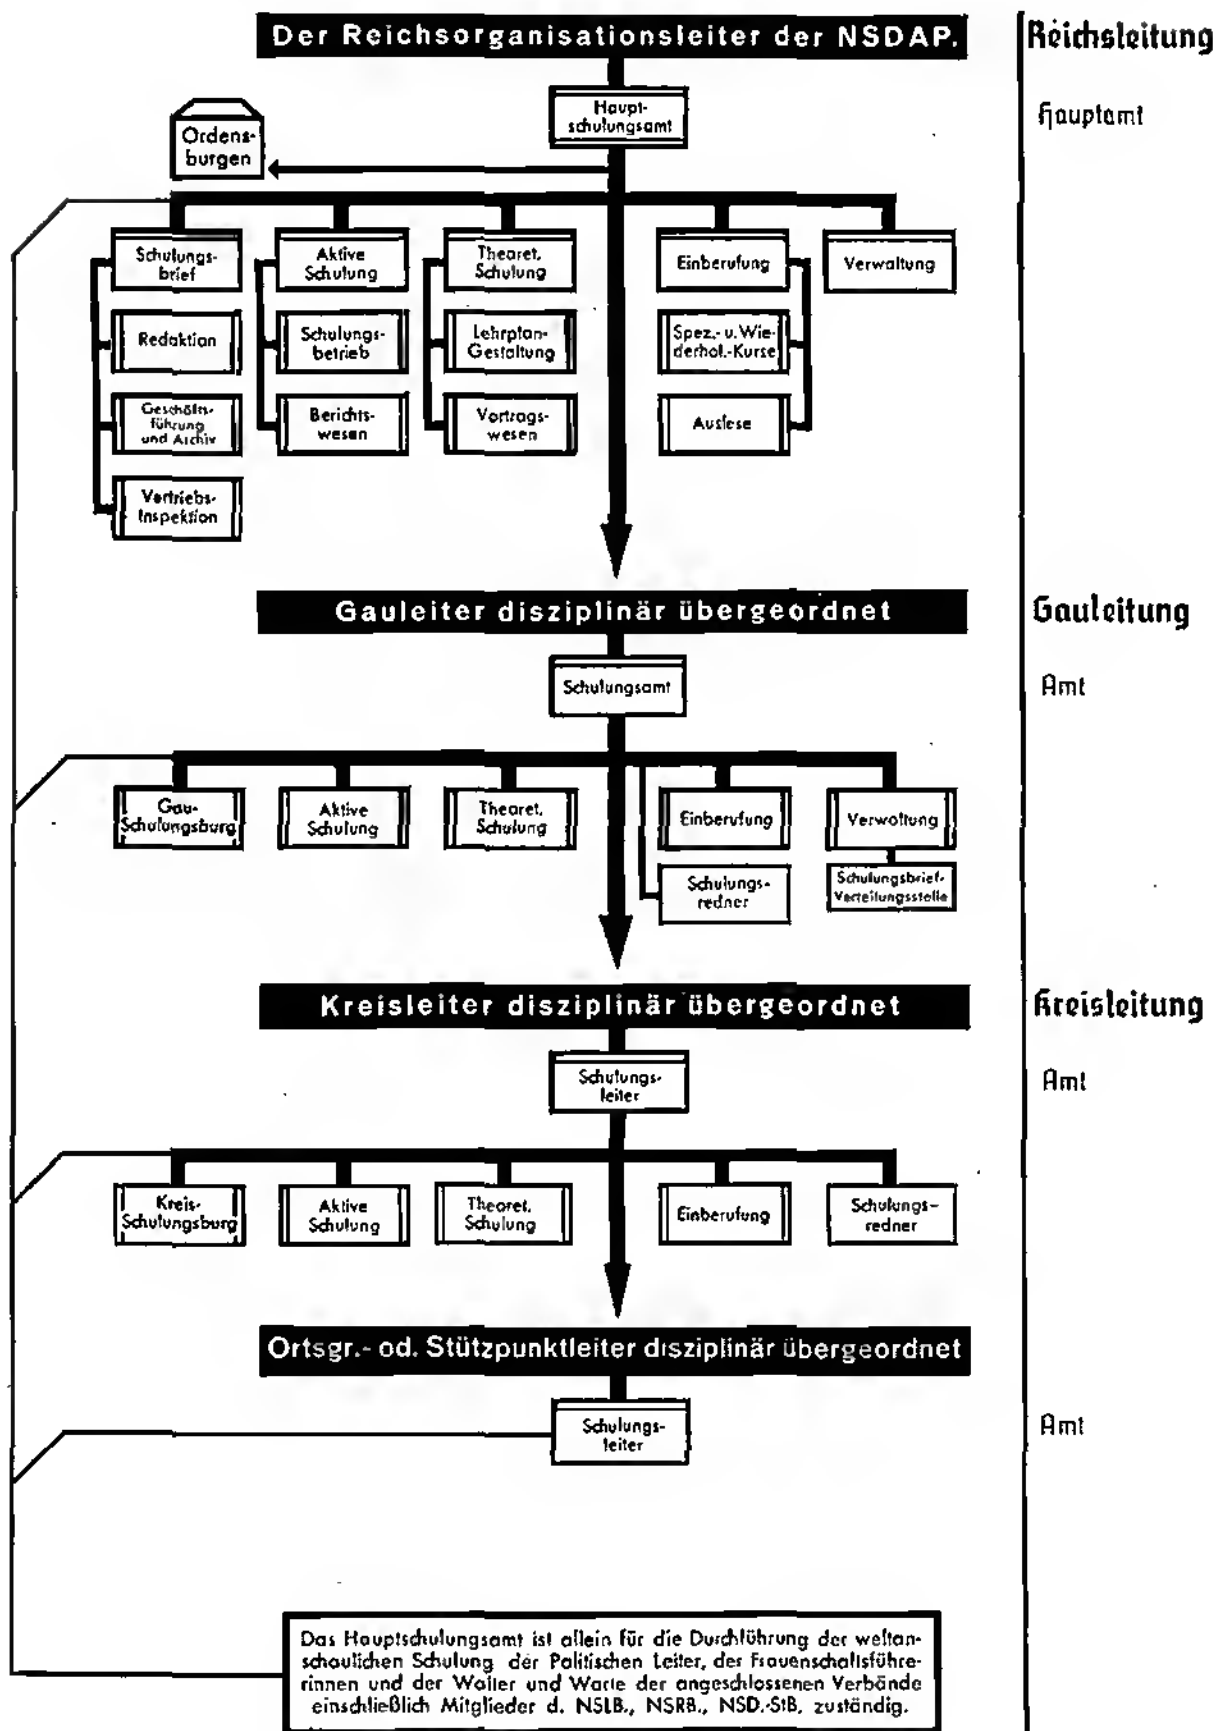 Der Reichsorganisationsleiter der NSDAP.
Reichsleitung
Haupt-
schulungsamt
Hauptamt
Ordens-
burgen
Schulungs-
brief
Aktive
Schulung
Theoret.
Schulung
Einberufung
Verwaltung
Redaktion
Schulungs-
betrieb
Lehrplan-
Gestaltung
Spez.- u. Wie-
derhol.-Kurse
Geschäfts-
führung
und Archiv
Berichts-
wesen
Vortrags-
wesen
Auslese
Vertriebs-
Inspektion
Gauleiter disziplinär übergeordnet
Gauleitung
Schulungsamt
Amt
Gau-
Schulungsburg
Aktive
Schulung
Theoret.
Schulung
Einberufung
Verwaltung
Schulungs-
redner
Schulungsbrief-
Verteilungsstelle
Kreisleiter disziplinär übergeordnet
Kreisleitung
Schulungs-
leiter
Amt
Kreis-
Schulungsburg
Aktive
Schulung
Theoret.
Schulung
Einberufung
Schulungs-
redner
Ortsgr.- od. Stützpunktleiter disziplinär übergeordnet
Schulungs-
leiter
Amt
Das Hauptschulungsamt ist allein für die Durchführung der weltan-
schaulichen Schulung der Politischen Leiter, der Frauenschaftsführe-
rinnen und der Walter und Warte der angeschlossenen Verbände
einschließlich Mitglieder d. NSLB., NSRB., NSD.-StB. zuständig.